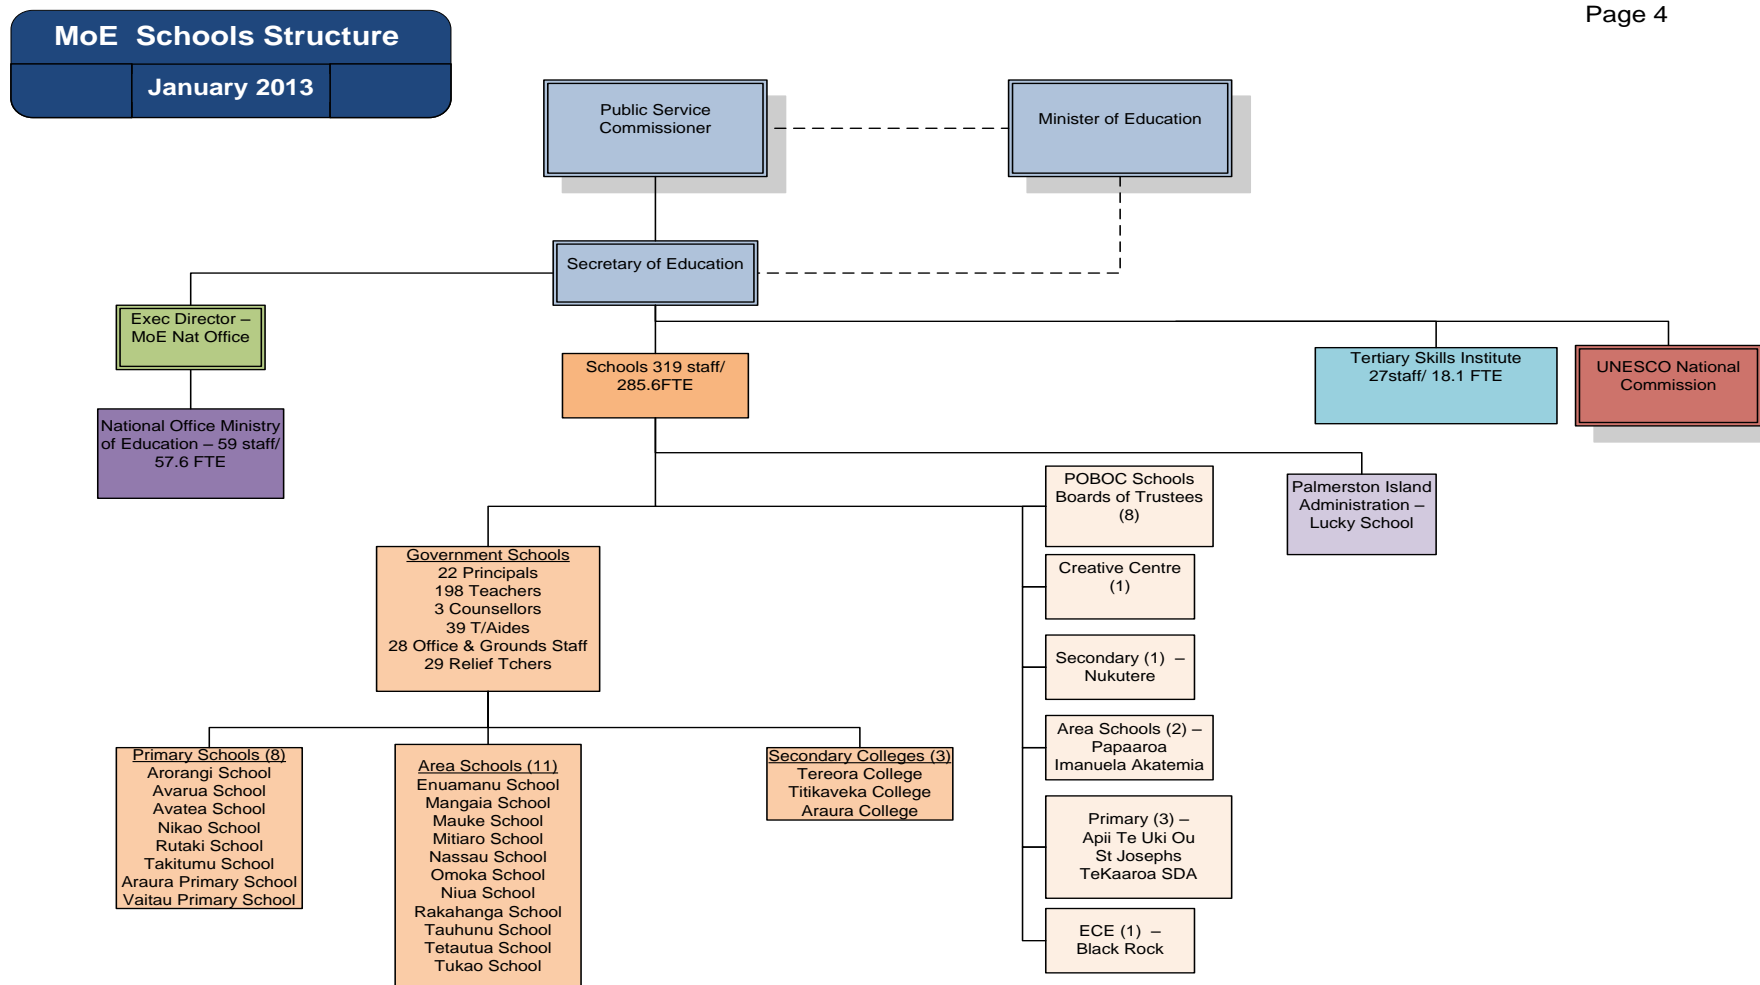 Page 4
MoE  Schools Structure
January 2013
Public Service
Commissioner
Minister of Education
Secretary of Education
Exec Director –
MoE Nat Office
Schools 319 staff/
285.6FTE
Tertiary Skills Institute
27staff/ 18.1 FTE
UNESCO National
Commission
National Office Ministry
of Education – 59 staff/
57.6 FTE
POBOC Schools
Boards of Trustees
(8)
Palmerston Island
Administration –
Lucky School
Government Schools
22 Principals
198 Teachers
3 Counsellors
39 T/Aides
28 Office & Grounds Staff
29 Relief Tchers
Creative Centre
(1)
Secondary (1)  –
Nukutere
Area Schools (2) –
Papaaroa
Imanuela Akatemia
Primary (3) –
Apii Te Uki Ou
St Josephs
TeKaaroa SDA
ECE (1)  –
Black Rock
Primary Schools (8)
Arorangi School
Avarua School
Avatea School
Nikao School
Rutaki School
Takitumu School
Araura Primary School
Vaitau Primary School
Area Schools (11)
Enuamanu School
Mangaia School
Mauke School
Mitiaro School
Nassau School
Omoka School
Niua School
Rakahanga School
Tauhunu School
Tetautua School
Tukao School
Secondary Colleges (3)
Tereora College
Titikaveka College
Araura College